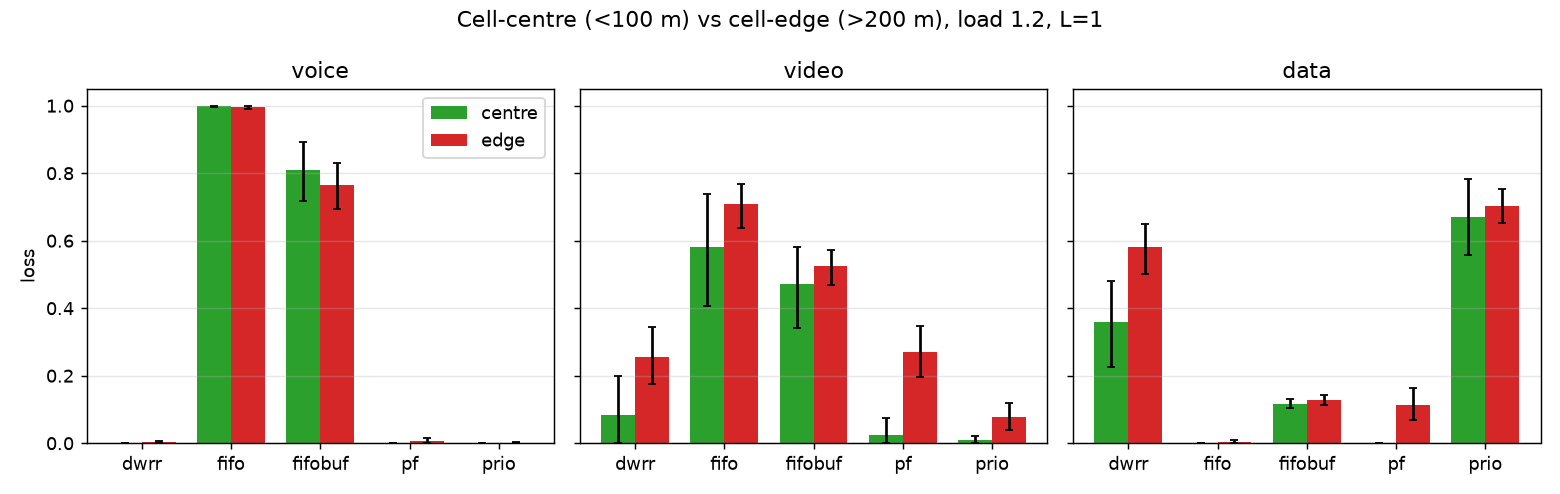 Cell-centre (<100 m) vs cell-edge (>200 m), load 1.2, L=1
voice
video
data
loss
1.0
0.8
0.6
0.4
0.2
0.0
centre
edge
dwrr fifo fifobuf pf prio
dwrr fifo fifobuf pf prio
dwrr fifo fifobuf pf prio